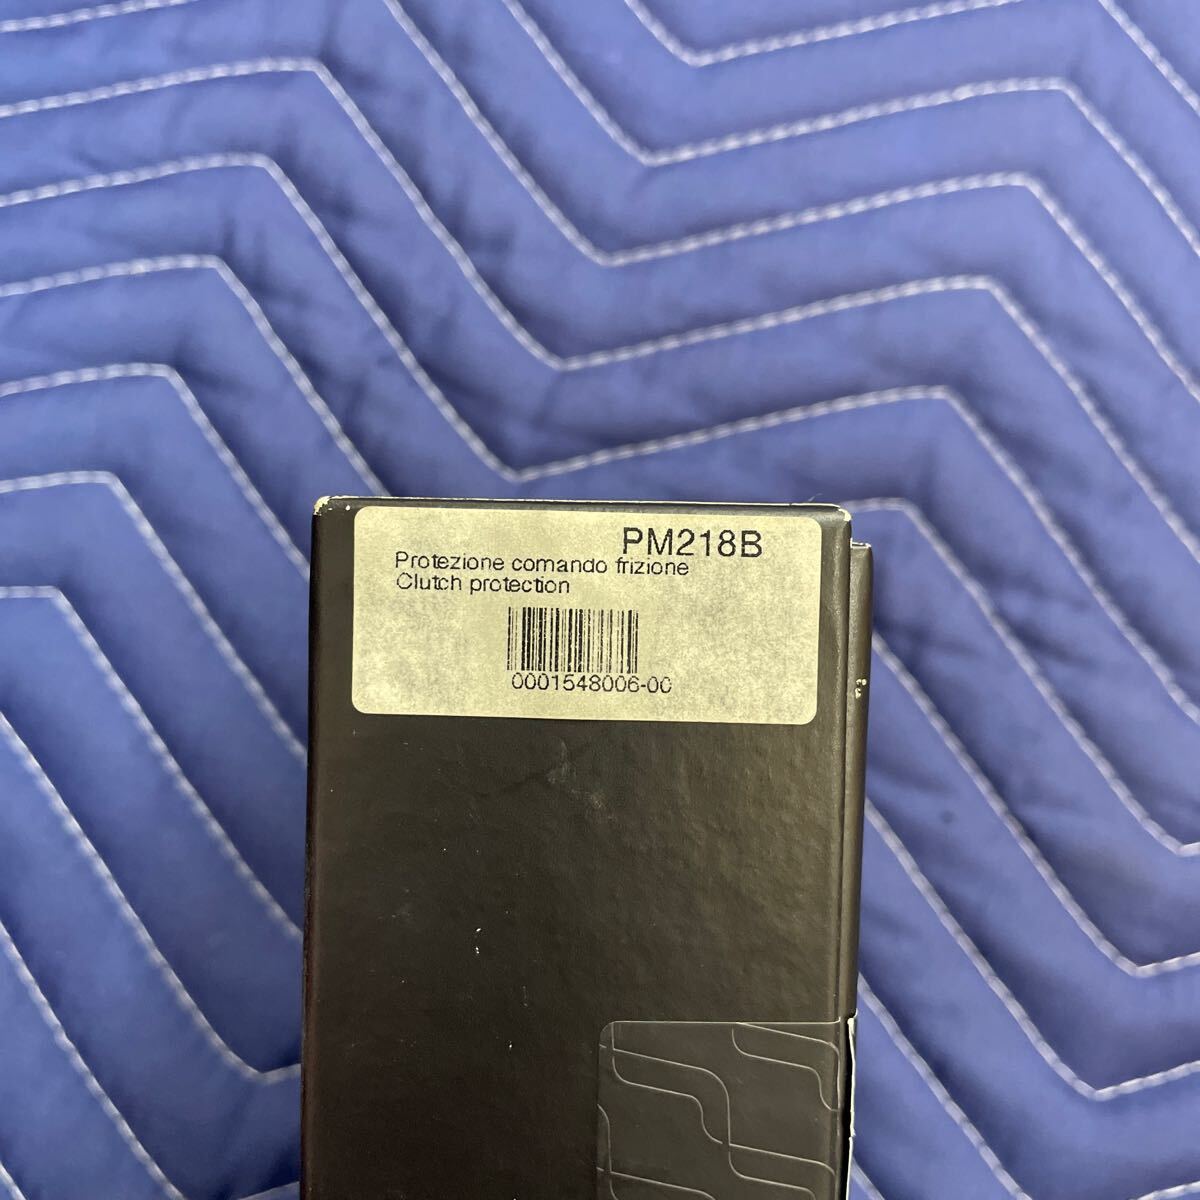 PM218B
Protezione comando frizione
Clutch protection
0001548006-00